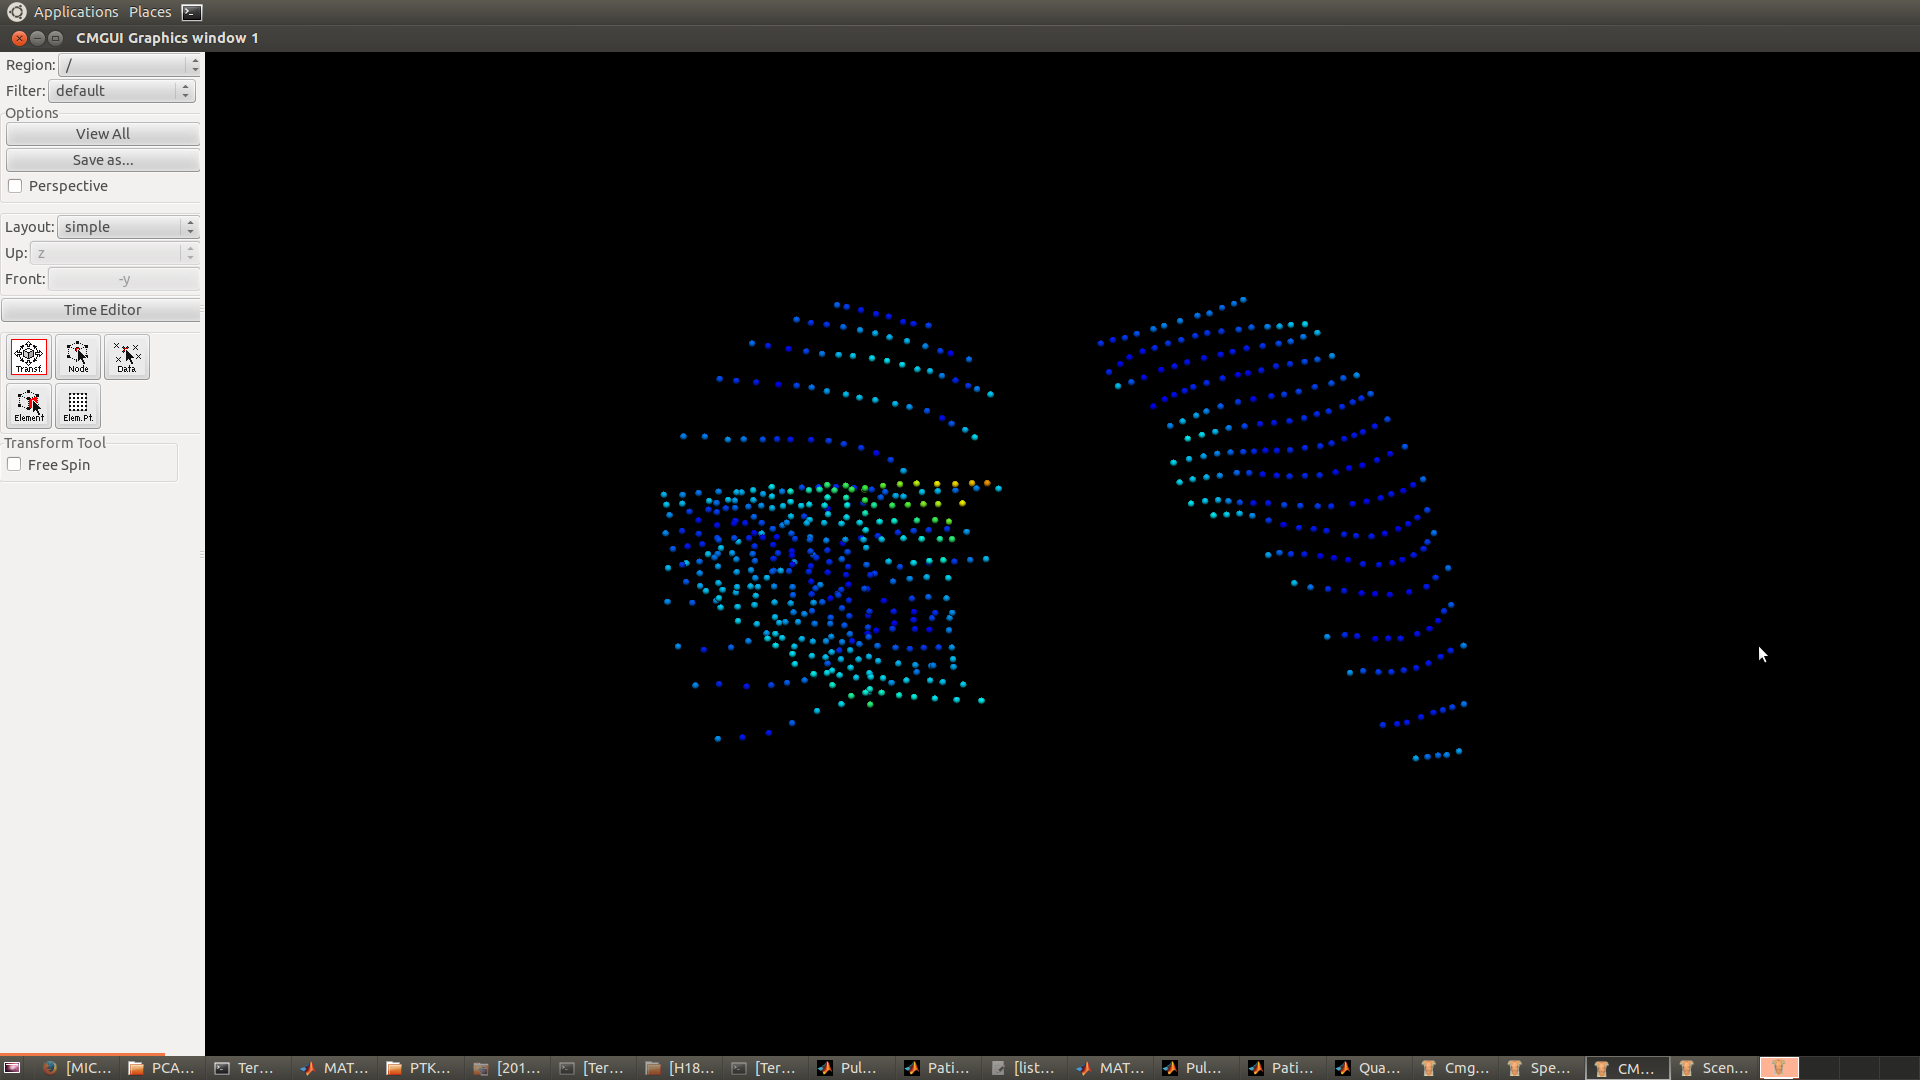 Applications Places
CMGUI Graphics window 1
Region: /
Filter: default
Options
View All
Save as...
Perspective
Layout: simple
Up: z
Front: -y
Time Editor
Transf. Node Data
Element Elem.Pt.
Transform Tool
Free Spin
[MIC... PCA... Ter... MAT... PTK... [201... [Ter... [H18... [Ter... Pul... Pati... [list... MAT... Pul... Pati... Qua... Cmg... Spe... CM... Scen...